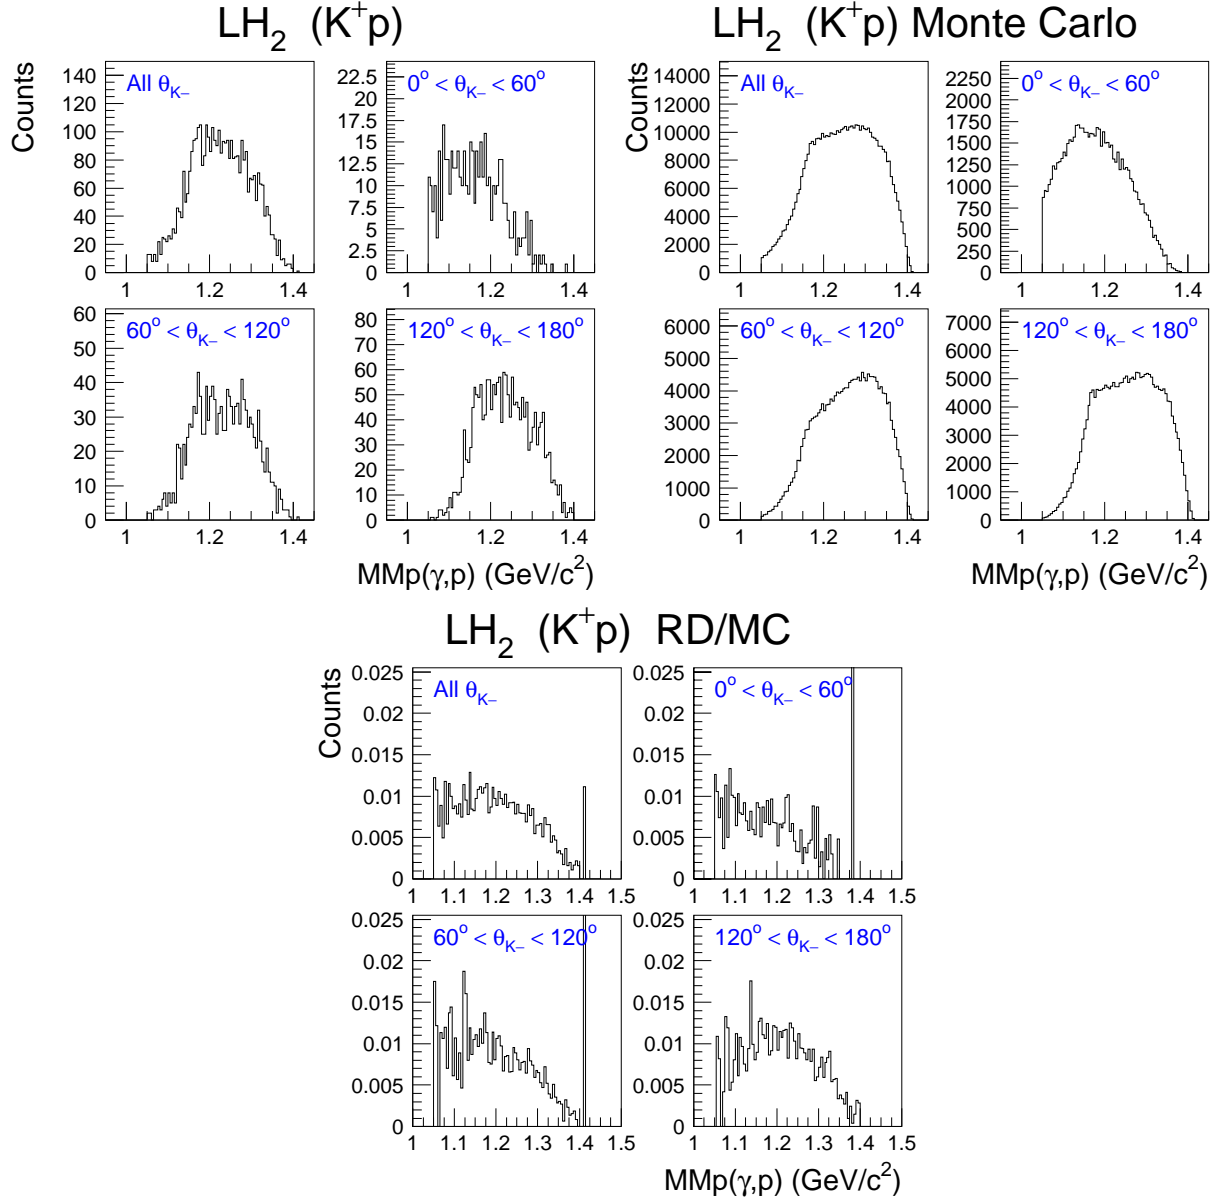 LH₂ (K⁺p)
Counts
All θK−
140
120
100
80
60
40
20
0
1 1.2 1.4
0° < θK− < 60°
22.5
20
17.5
15
12.5
10
7.5
5
2.5
0
1 1.2 1.4
60° < θK− < 120°
60
50
40
30
20
10
0
1 1.2 1.4
120° < θK− < 180°
80
70
60
50
40
30
20
10
0
1 1.2 1.4
MMp(γ,p) (GeV/c²)
LH₂ (K⁺p) Monte Carlo
Counts
All θK−
14000
12000
10000
8000
6000
4000
2000
0
1 1.2 1.4
0° < θK− < 60°
2250
2000
1750
1500
1250
1000
750
500
250
0
1 1.2 1.4
60° < θK− < 120°
6000
5000
4000
3000
2000
1000
0
1 1.2 1.4
120° < θK− < 180°
7000
6000
5000
4000
3000
2000
1000
0
1 1.2 1.4
MMp(γ,p) (GeV/c²)
LH₂ (K⁺p) RD/MC
Counts
All θK−
0.025
0.02
0.015
0.01
0.005
0
1 1.1 1.2 1.3 1.4 1.5
0° < θK− < 60°
0.025
0.02
0.015
0.01
0.005
0
1 1.1 1.2 1.3 1.4 1.5
60° < θK− < 120°
0.025
0.02
0.015
0.01
0.005
0
1 1.1 1.2 1.3 1.4 1.5
120° < θK− < 180°
0.025
0.02
0.015
0.01
0.005
0
1 1.1 1.2 1.3 1.4 1.5
MMp(γ,p) (GeV/c²)